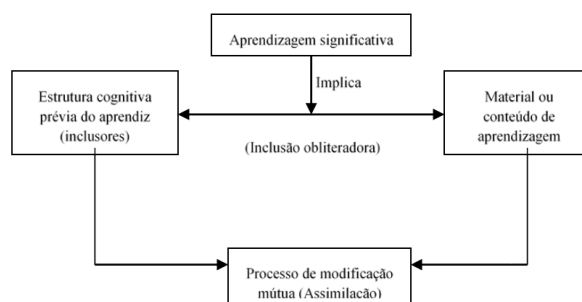 Aprendizagem significativa
Implica
Estrutura cognitiva
prévia do aprendiz
(inclusores)
Material ou
conteúdo de
aprendizagem
(Inclusão obliteradora)
Processo de modificação
mútua (Assimilação)